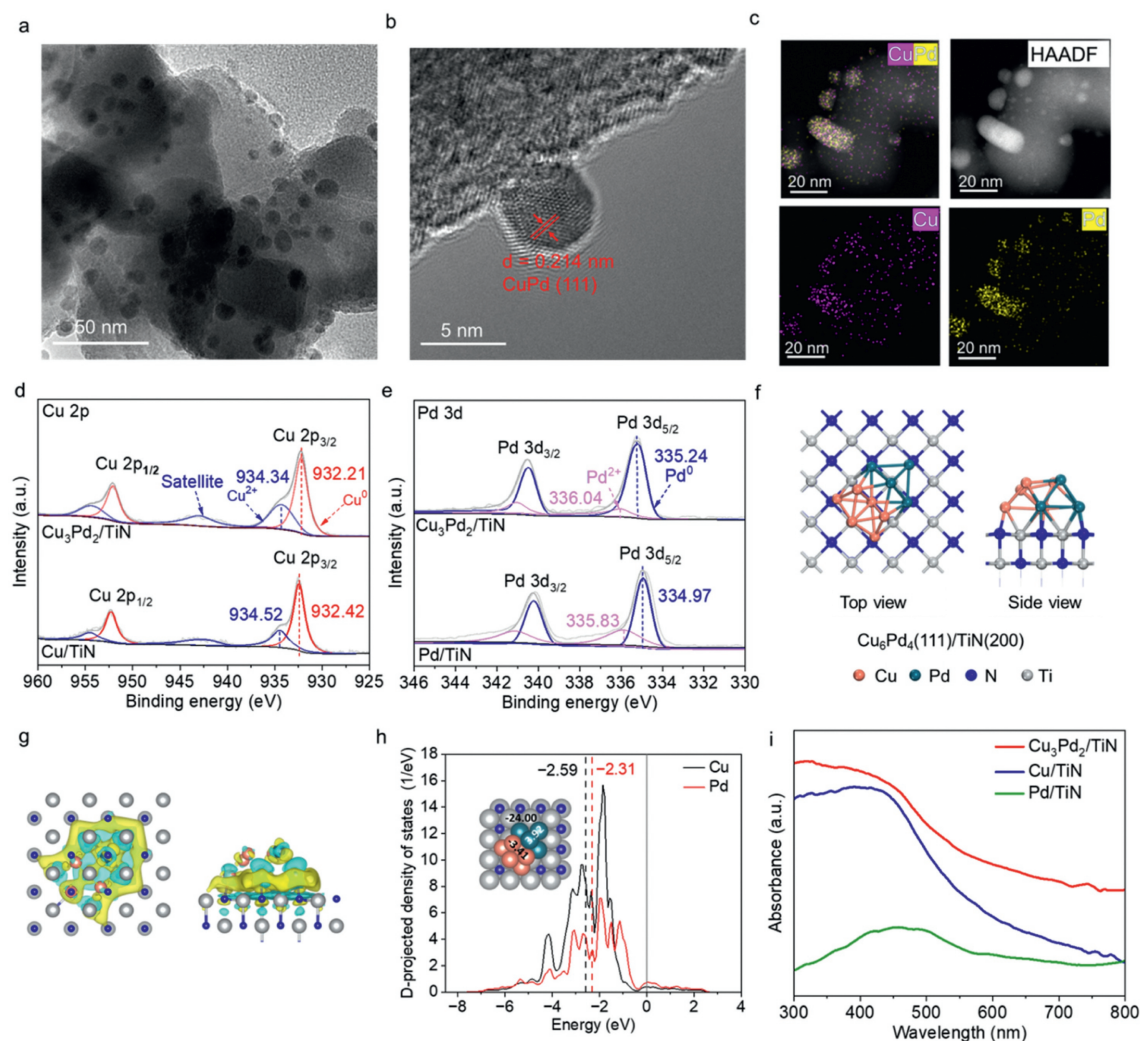 a
50 nm
b
d = 0.214 nm
CuPd (111)
5 nm
c
CuPd
20 nm
HAADF
20 nm
Cu
20 nm
Pd
20 nm
d
Cu 2p
Cu 2p3/2
Cu 2p1/2
Satellite
934.34
Cu2+
932.21
Cu0
Cu3Pd2/TiN
Cu 2p3/2
Cu 2p1/2
934.52
932.42
Cu/TiN
Intensity (a.u.)
960 955 950 945 940 935 930 925
Binding energy (eV)
e
Pd 3d
Pd 3d5/2
Pd 3d3/2
335.24
Pd2+
Pd0
336.04
Cu3Pd2/TiN
Pd 3d5/2
Pd 3d3/2
334.97
335.83
Pd/TiN
Intensity (a.u.)
346 344 342 340 338 336 334 332 330
Binding energy (eV)
f
Top view
Side view
Cu6Pd4(111)/TiN(200)
Cu Pd N Ti
g
h
D-projected density of states (1/eV)
18
16
14
12
10
8
6
4
2
0
−2.59
−2.31
Cu
Pd
-24.00
-3.41
−8 −6 −4 −2 0 2 4
Energy (eV)
i
Cu3Pd2/TiN
Cu/TiN
Pd/TiN
Absorbance (a.u.)
300 400 500 600 700 800
Wavelength (nm)